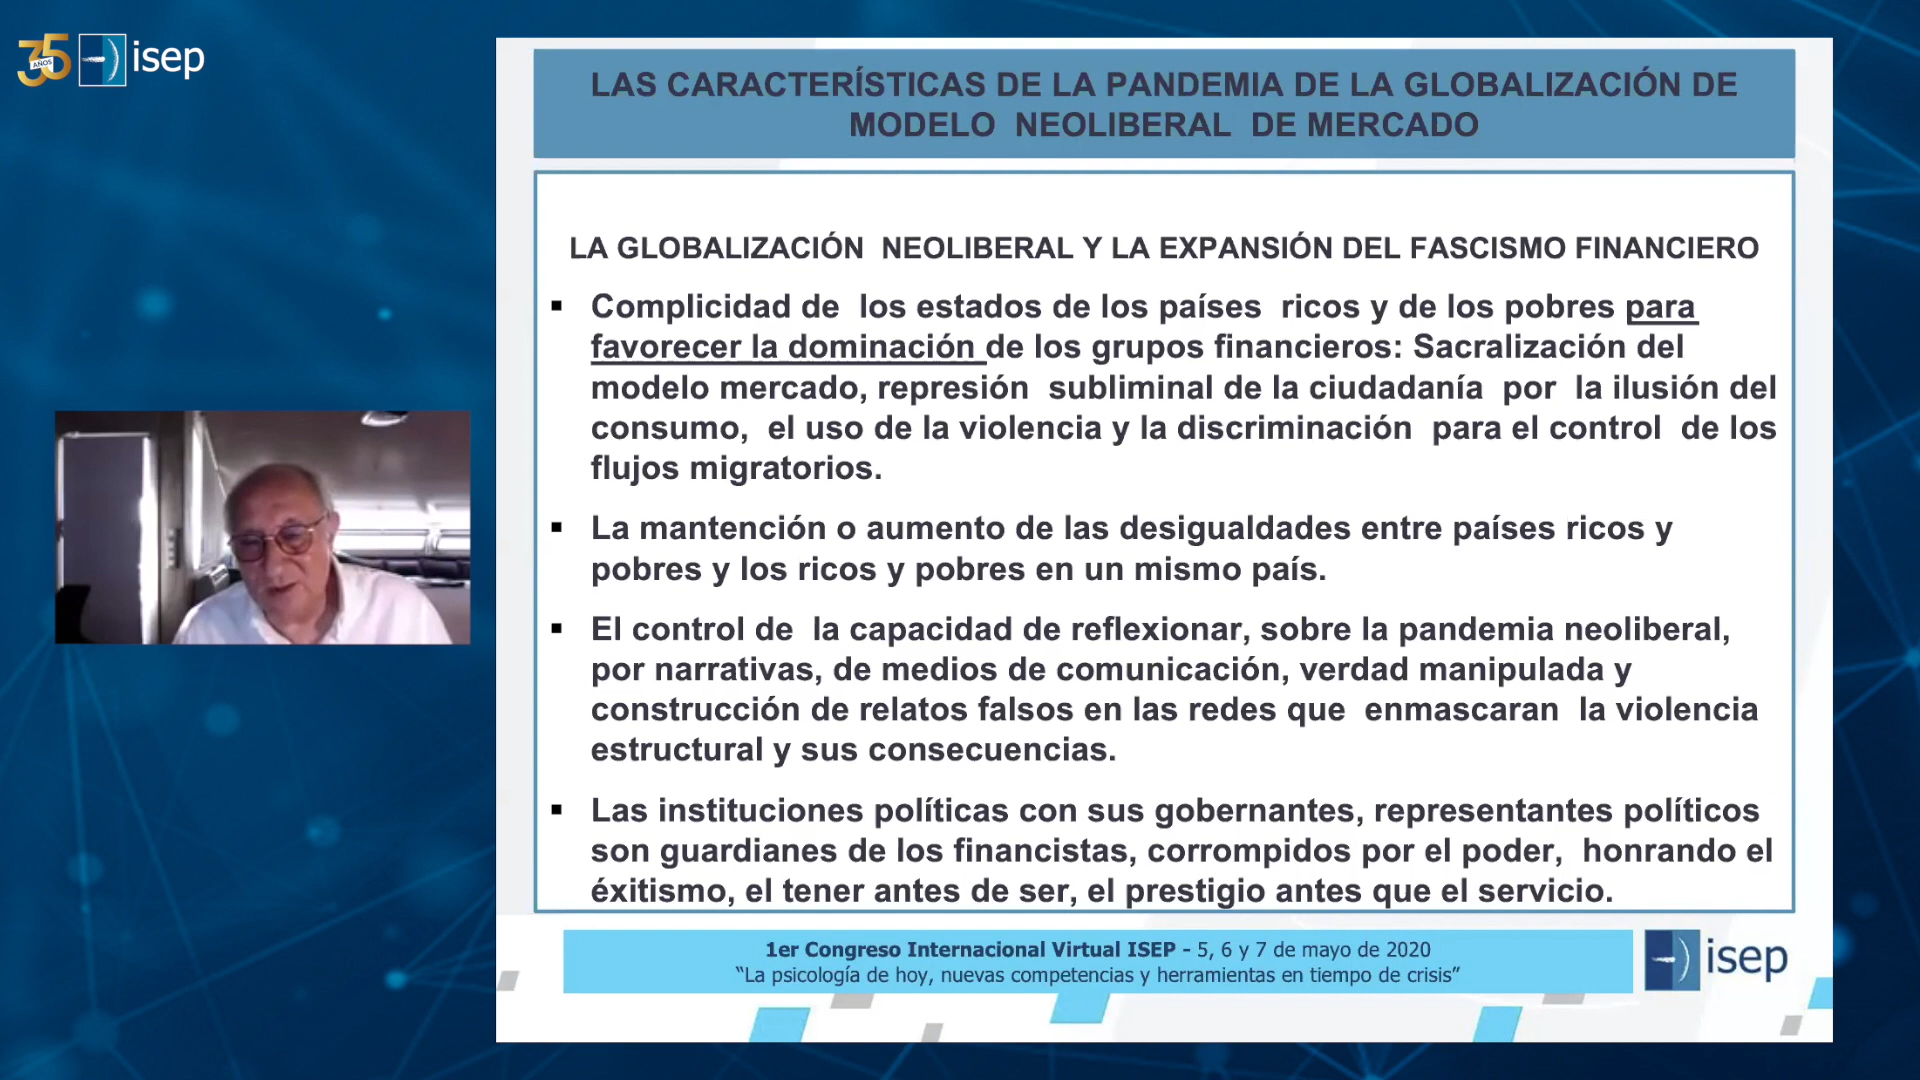 35 AÑOS isep
LAS CARACTERÍSTICAS DE LA PANDEMIA DE LA GLOBALIZACIÓN DE
MODELO NEOLIBERAL DE MERCADO
LA GLOBALIZACIÓN NEOLIBERAL Y LA EXPANSIÓN DEL FASCISMO FINANCIERO
▪ Complicidad de los estados de los países ricos y de los pobres para
favorecer la dominación de los grupos financieros: Sacralización del
modelo mercado, represión subliminal de la ciudadanía por la ilusión del
consumo, el uso de la violencia y la discriminación para el control de los
flujos migratorios.
▪ La mantención o aumento de las desigualdades entre países ricos y
pobres y los ricos y pobres en un mismo país.
▪ El control de la capacidad de reflexionar, sobre la pandemia neoliberal,
por narrativas, de medios de comunicación, verdad manipulada y
construcción de relatos falsos en las redes que enmascaran la violencia
estructural y sus consecuencias.
▪ Las instituciones políticas con sus gobernantes, representantes políticos
son guardianes de los financistas, corrompidos por el poder, honrando el
éxitismo, el tener antes de ser, el prestigio antes que el servicio.
1er Congreso Internacional Virtual ISEP - 5, 6 y 7 de mayo de 2020
“La psicología de hoy, nuevas competencias y herramientas en tiempo de crisis”
isep